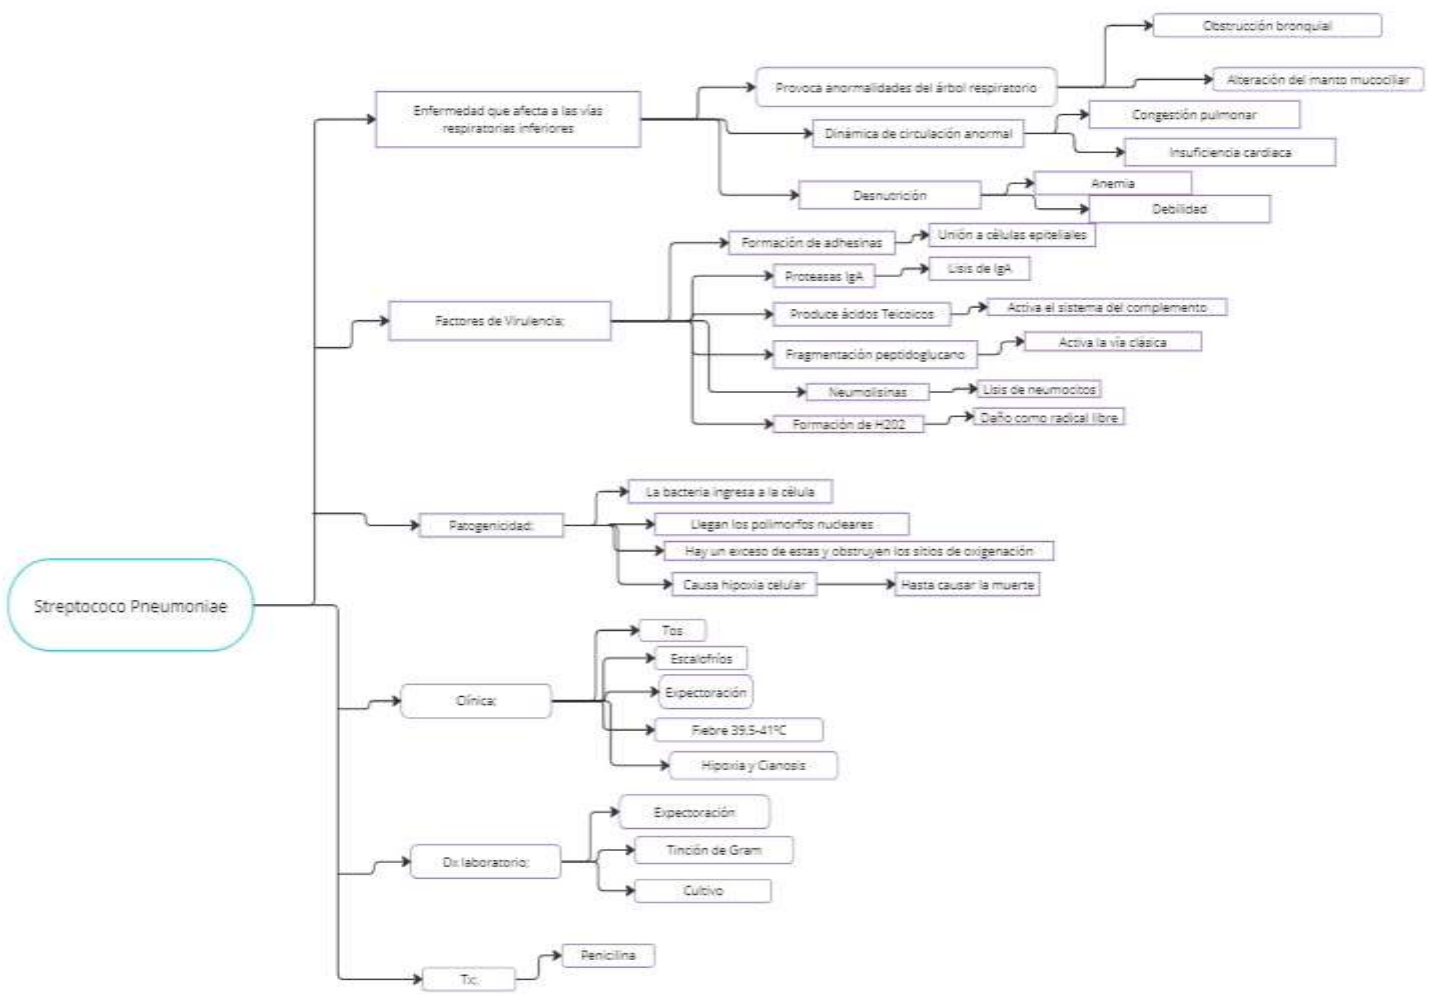 Obstrucción bronquial
Provoca anormalidades del árbol respiratorio
Alteración del manto mucociliar
Enfermedad que afecta a las vías
respiratorias inferiores
Congestión pulmonar
Dinámica de circulación anormal
Insuficiencia cardiaca
Anemia
Desnutrición
Debilidad
Formación de adhesinas
Unión a células epiteliales
Proteasas IgA
Lisis de IgA
Produce ácidos Teicoicos
Activa el sistema del complemento
Factores de Virulencia;
Fragmentación peptidoglucano
Activa la vía clásica
Neumolisinas
Lisis de neumocitos
Formación de H202
Daño como radical libre
La bacteria ingresa a la célula
Patogenicidad;
Llegan los polimorfos nucleares
Hay un exceso de estas y obstruyen los sitios de oxigenación
Causa hipoxia celular
Hasta causar la muerte
Streptococo Pneumoniae
Tos
Escalofríos
Clínica;
Expectoración
Fiebre 39.5-41°C
Hipoxia y Cianosis
Expectoración
Dx laboratorio;
Tinción de Gram
Cultivo
Penicilina
Tx;